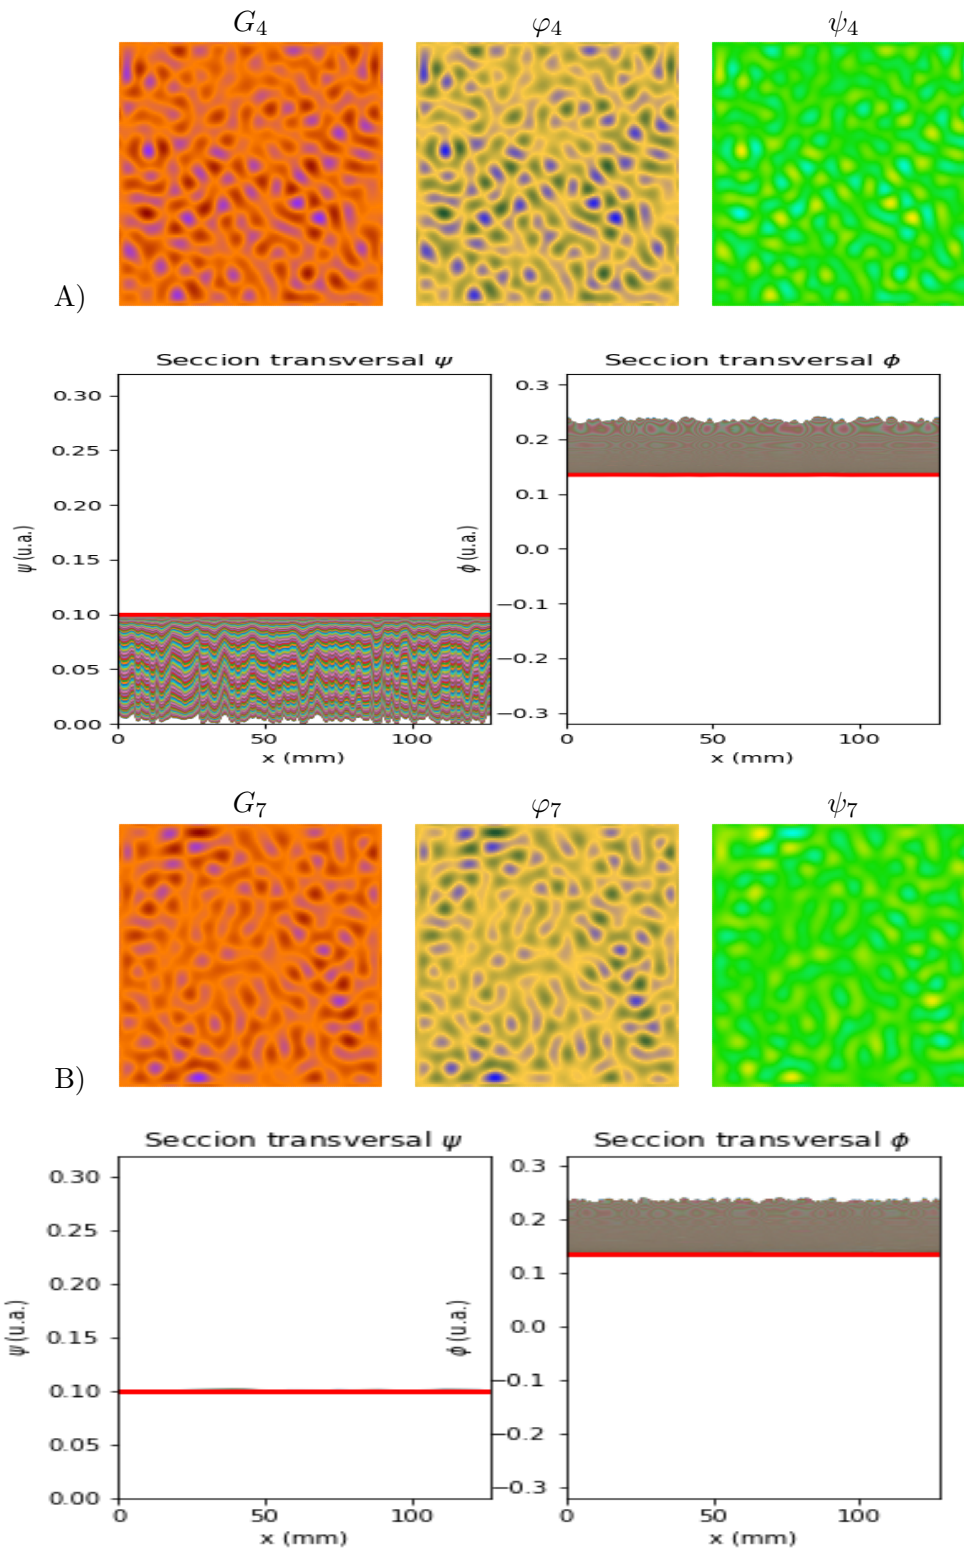 G₄ φ₄ ψ₄
A)
Seccion transversal ψ Seccion transversal ϕ
0.30 0.3
0.25 0.2
0.20 0.1
0.15 0.0
0.10 −0.1
0.05 −0.2
0.00 −0.3
ψ (u.a.) ϕ (u.a.)
0 50 100 0 50 100
x (mm) x (mm)
G₇ φ₇ ψ₇
B)
Seccion transversal ψ Seccion transversal ϕ
0.30 0.3
0.25 0.2
0.20 0.1
0.15 0.0
0.10 −0.1
0.05 −0.2
0.00 −0.3
ψ (u.a.) ϕ (u.a.)
0 50 100 0 50 100
x (mm) x (mm)